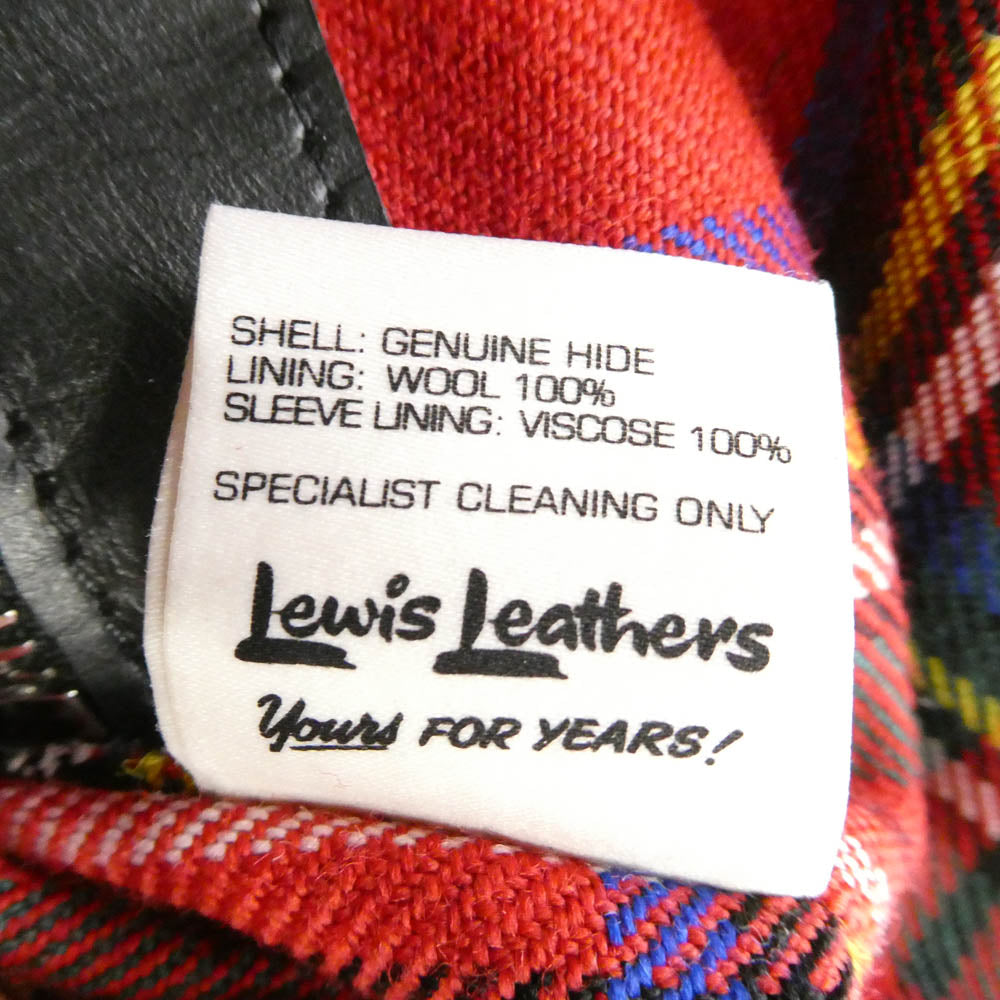 SHELL: GENUINE HIDE
LINING: WOOL 100%
SLEEVE LINING: VISCOSE 100%
SPECIALIST CLEANING ONLY
Lewis Leathers
Yours FOR YEARS!